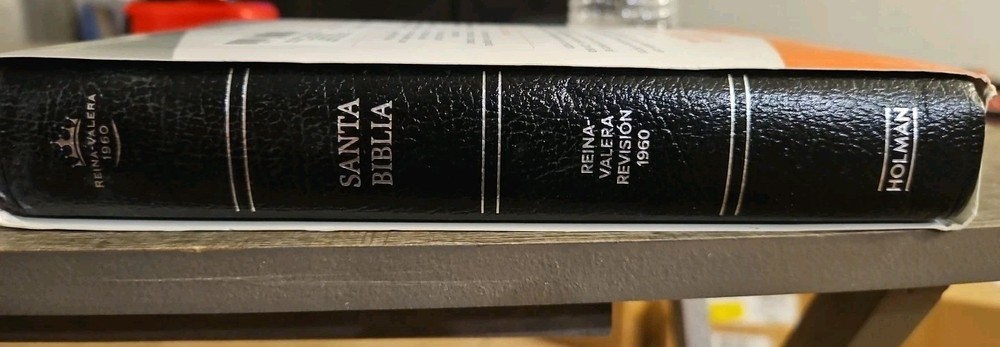 REINA-VALERA
1960
SANTA
BIBLIA
REINA-
VALERA
REVISIÓN
1960
HOLMAN